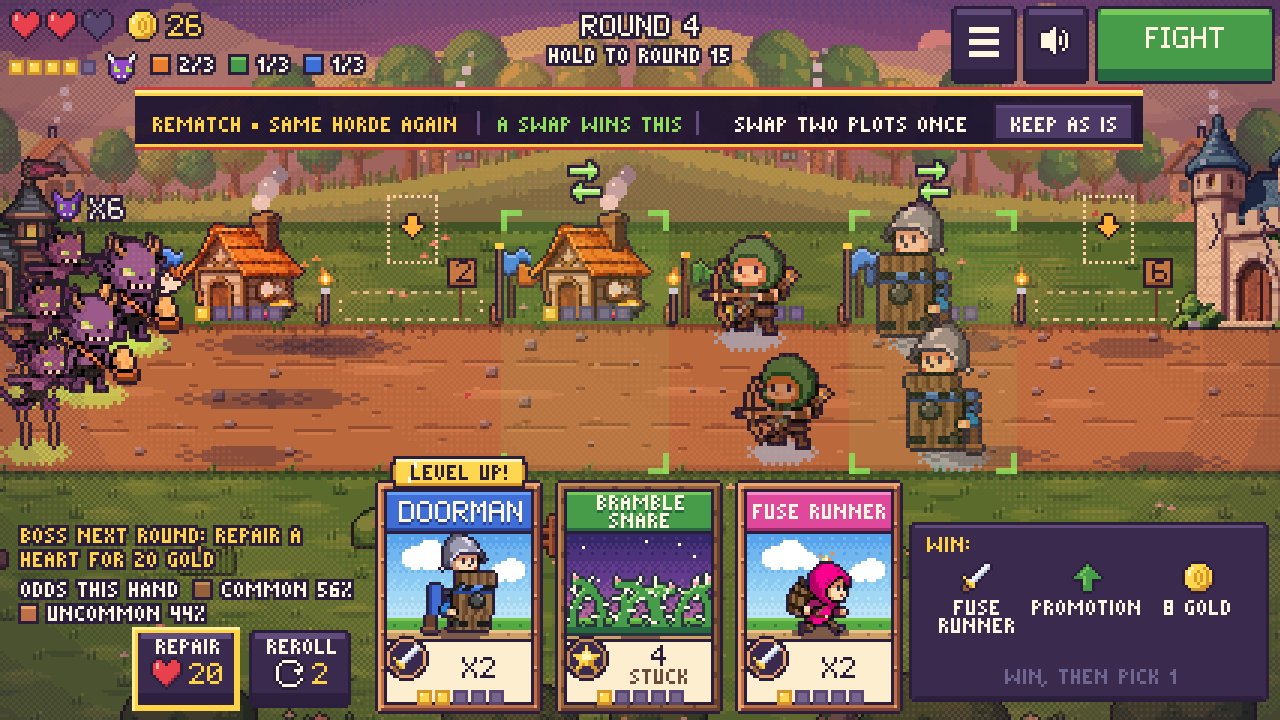 26
ROUND 4
HOLD TO ROUND 15
FIGHT
2/3 1/3 1/3
REMATCH ▪ SAME HORDE AGAIN | A SWAP WINS THIS | SWAP TWO PLOTS ONCE KEEP AS IS
X6
2
6
LEVEL UP!
DOORMAN
X2
BRAMBLE
SNARE
4
STUCK
FUSE RUNNER
X2
BOSS NEXT ROUND: REPAIR A
HEART FOR 20 GOLD
ODDS THIS HAND COMMON 56%
UNCOMMON 44%
REPAIR
20
REROLL
2
WIN:
FUSE
RUNNER
PROMOTION
8 GOLD
WIN, THEN PICK 1